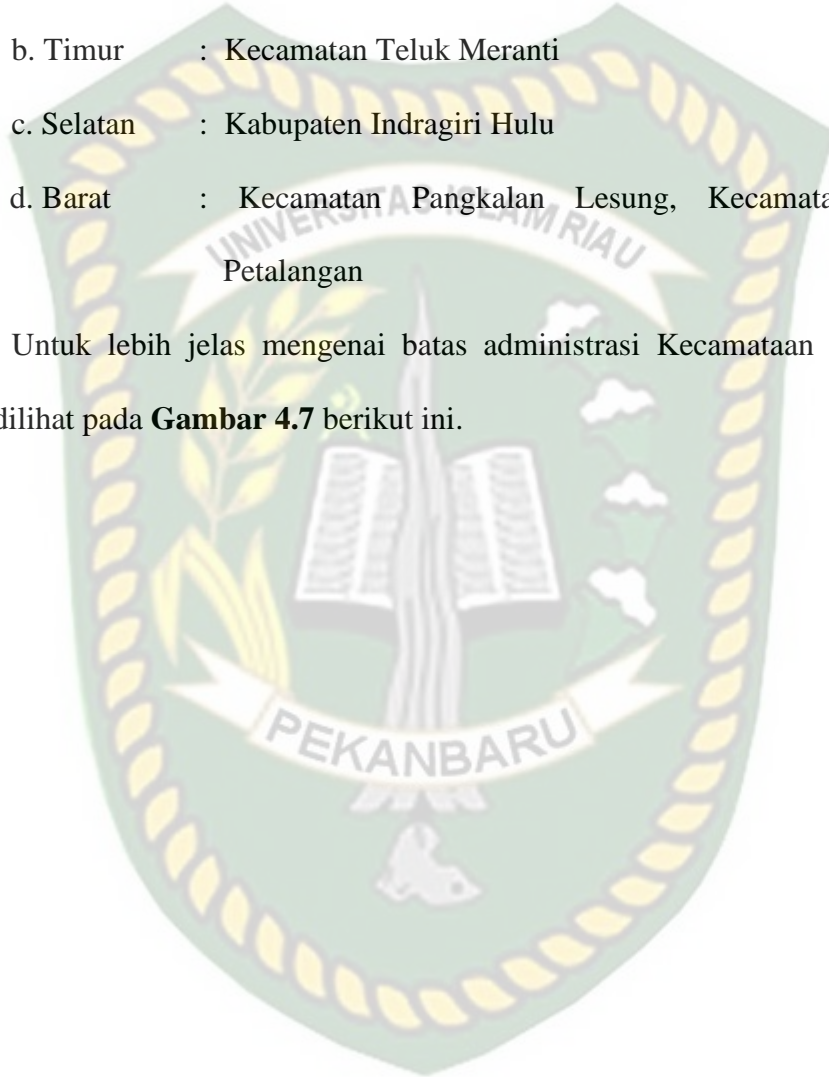 b. Timur : Kecamatan Teluk Meranti
c. Selatan : Kabupaten Indragiri Hulu
d. Barat : Kecamatan Pangkalan Lesung, Kecamata
Petalangan
Untuk lebih jelas mengenai batas administrasi Kecamataan
dilihat pada Gambar 4.7 berikut ini.
UNIVERSITAS ISLAM RIAU
PEKANBARU